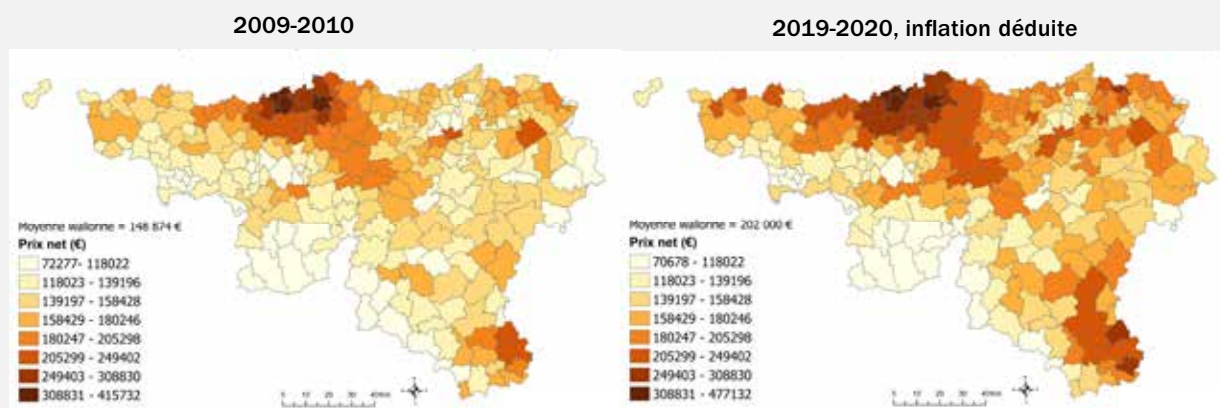 2009-2010
Moyenne wallonne = 148 874 €
Prix net (€)
72277- 118022
118023 - 139196
139197 - 158428
158429 - 180246
180247 - 205298
205299 - 249402
249403 - 308830
308831 - 415732
2019-2020, inflation déduite
Moyenne wallonne = 202 000 €
Prix net (€)
70678 - 118022
118023 - 139196
139197 - 158428
158429 - 180246
180247 - 205298
205299 - 249402
249403 - 308830
308831 - 477132